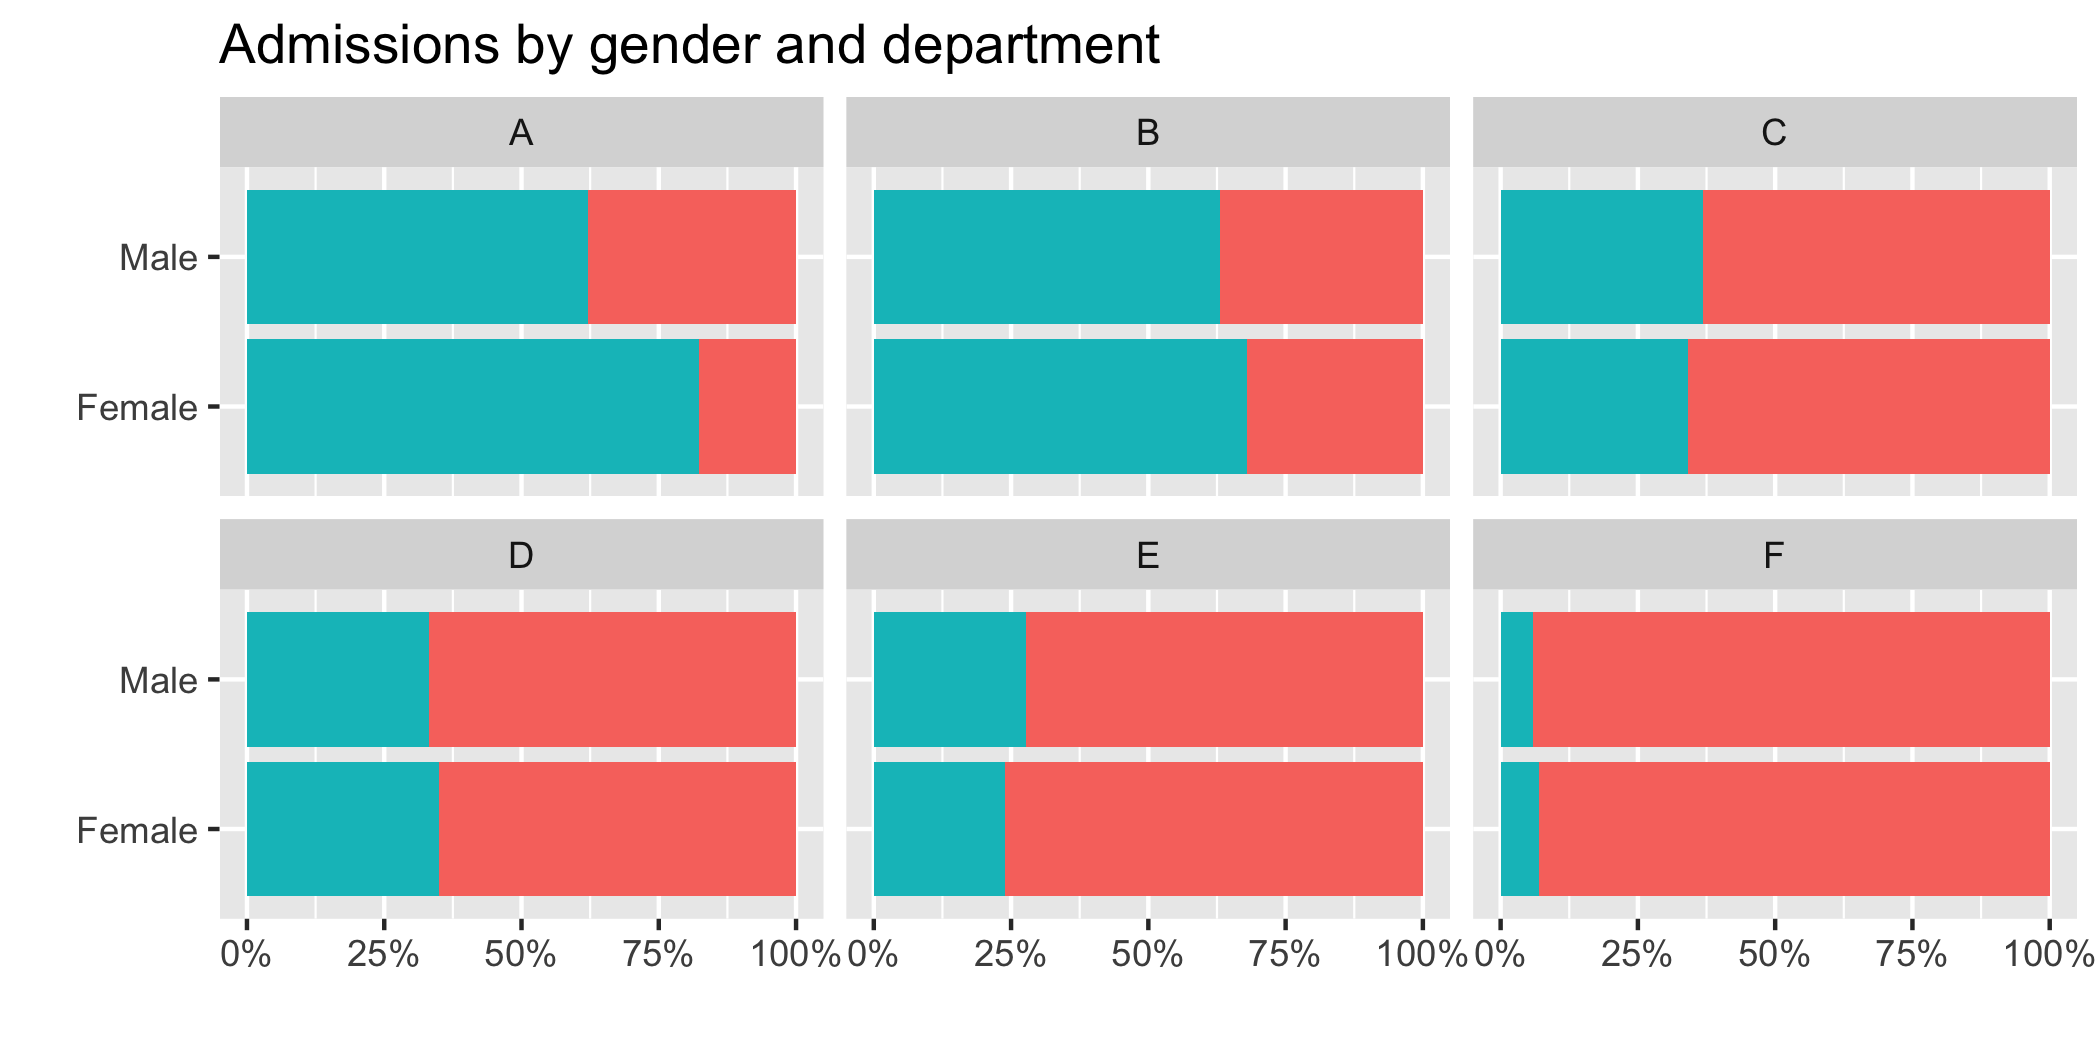 Admissions by gender and department
A B C
Male
Female
D E F
Male
Female
0% 25% 50% 75% 100% 0% 25% 50% 75% 100% 0% 25% 50% 75% 100%